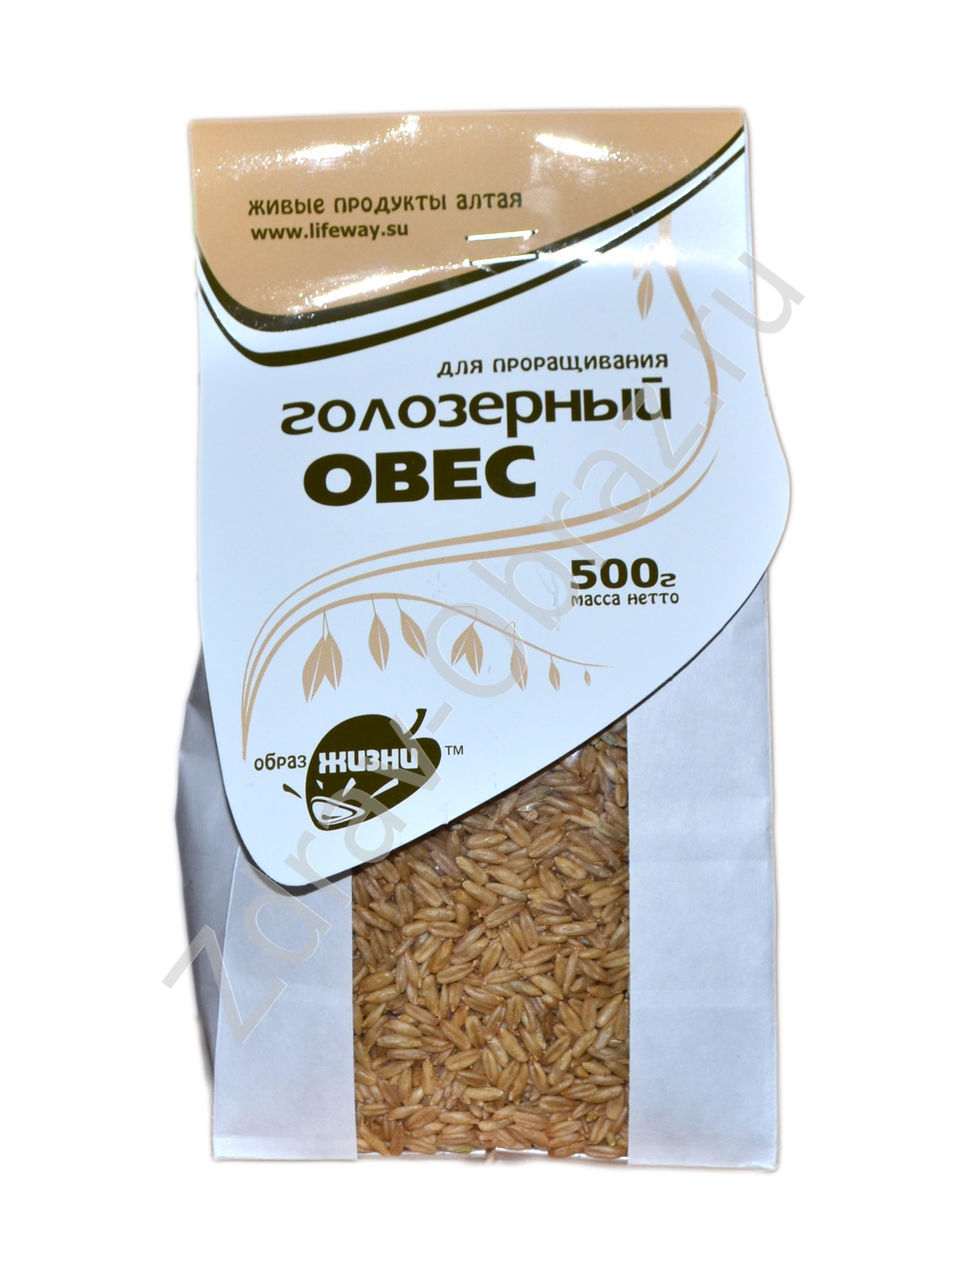 живые продукты алтая
www.lifeway.su
для проращивания
голозерный
ОВЕС
500г
масса нетто
образ ЖИЗНИ ™
zdrav-obraz.ru